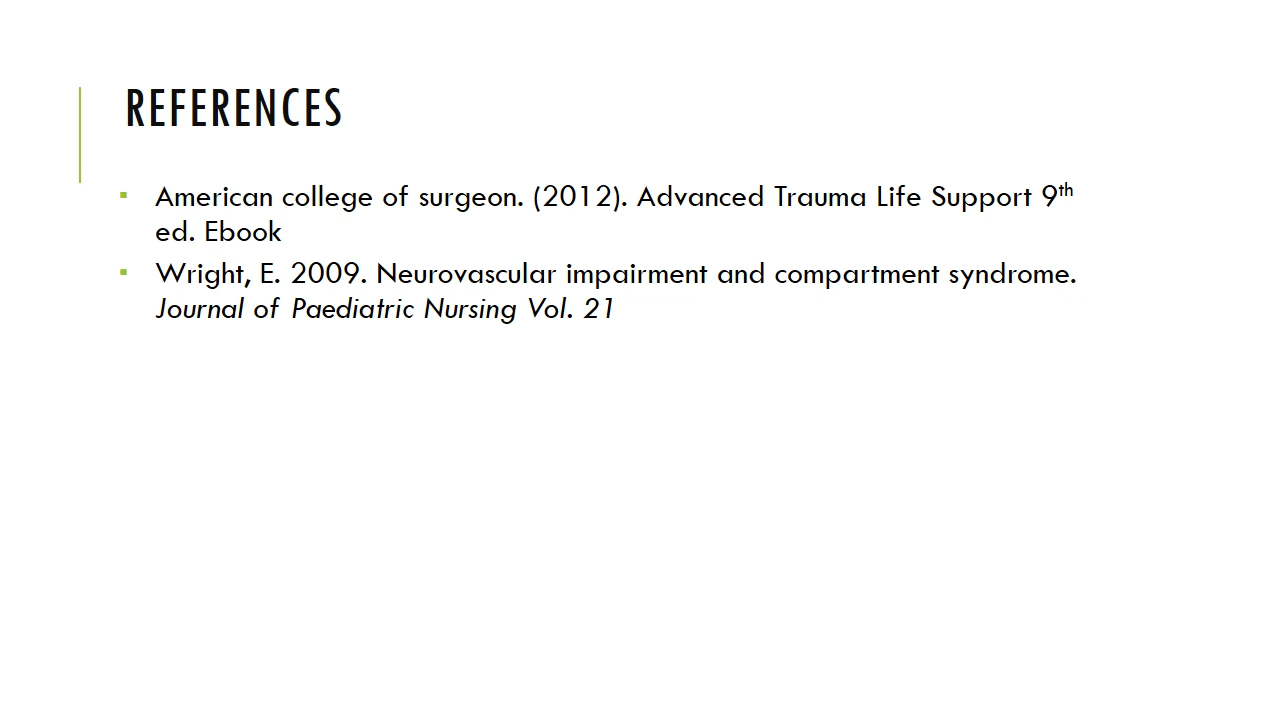 REFERENCES
▪ American college of surgeon. (2012). Advanced Trauma Life Support 9th
ed. Ebook
▪ Wright, E. 2009. Neurovascular impairment and compartment syndrome.
Journal of Paediatric Nursing Vol. 21